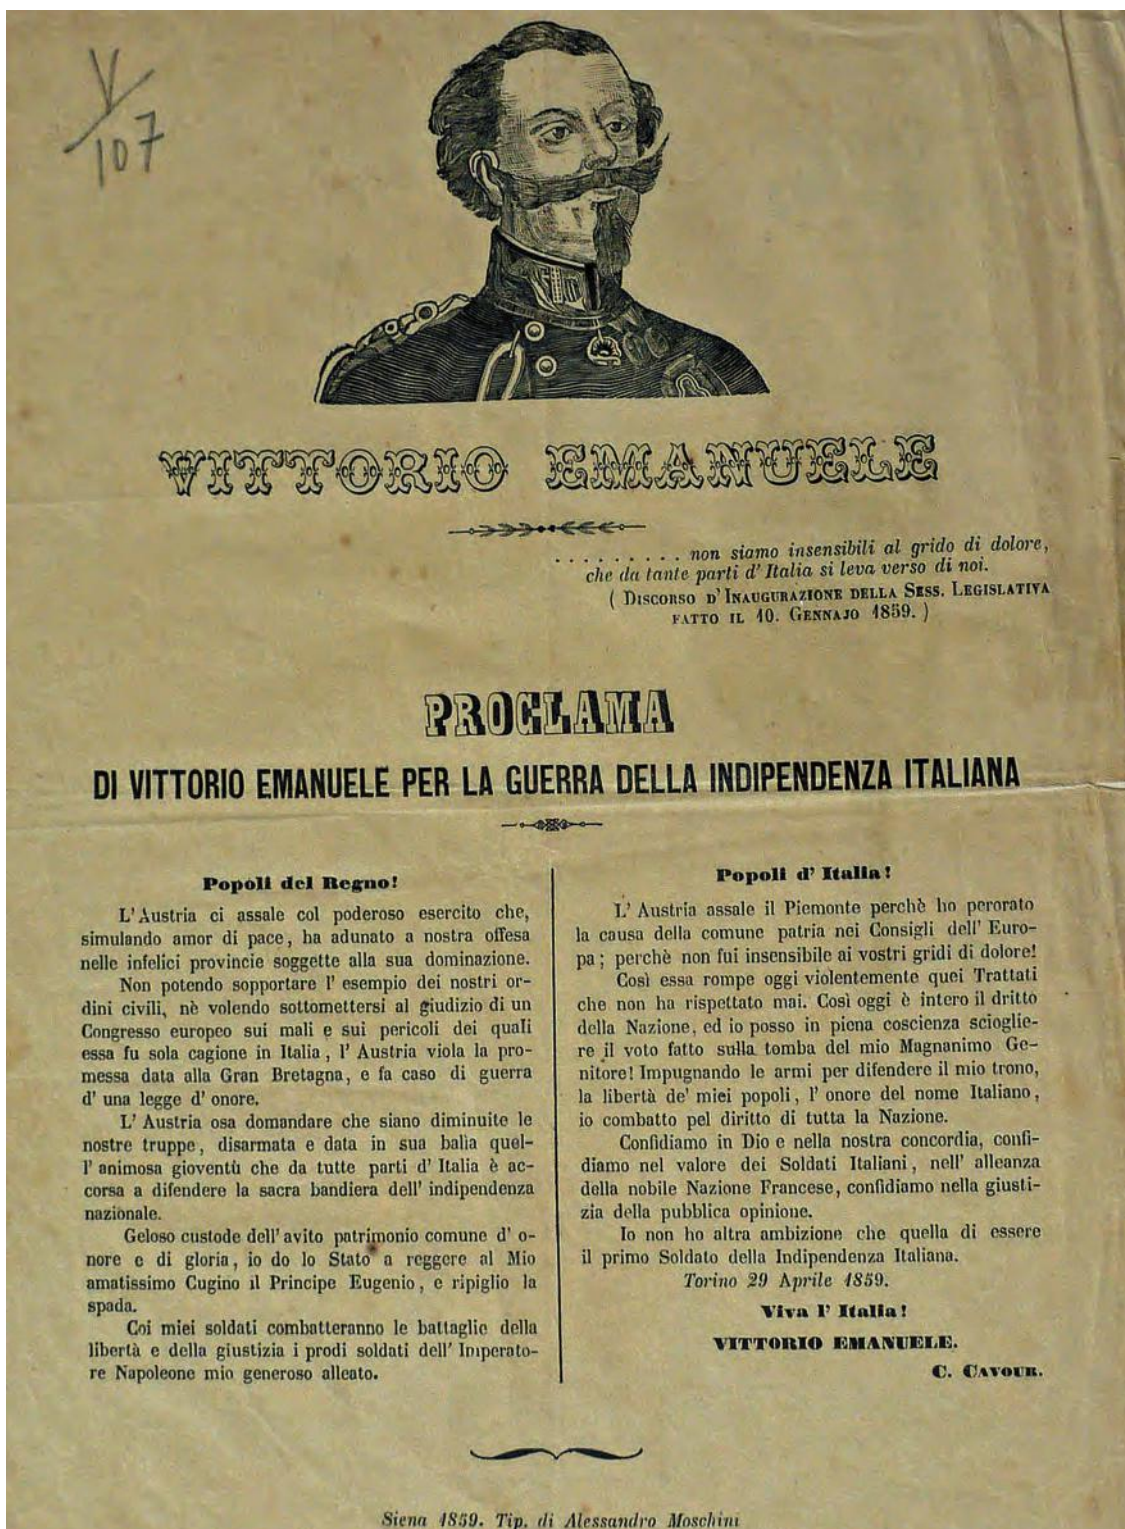 V
107
VITTORIO EMANUELE
. . . . . . . . . non siamo insensibili al grido di dolore,
che da tante parti d' Italia si leva verso di noi.
( DISCORSO D' INAUGURAZIONE DELLA SESS. LEGISLATIVA
FATTO IL 10. GENNAJO 1859. )
PROCLAMA
DI VITTORIO EMANUELE PER LA GUERRA DELLA INDIPENDENZA ITALIANA
Popoli del Regno!
L' Austria ci assale col poderoso esercito che,
simulando amor di pace, ha adunato a nostra offesa
nelle infelici provincie soggette alla sua dominazione.
Non potendo sopportare l' esempio dei nostri or-
dini civili, nè volendo sottomettersi al giudizio di un
Congresso europeo sui mali e sui pericoli dei quali
essa fu sola cagione in Italia, l' Austria viola la pro-
messa data alla Gran Bretagna, e fa caso di guerra
d' una legge d' onore.
L' Austria osa domandare che siano diminuite le
nostre truppe, disarmata e data in sua balìa quel-
l' animosa gioventù che da tutte parti d' Italia è ac-
corsa a difendere la sacra bandiera dell' indipendenza
nazionale.
Geloso custode dell' avito patrimonio comune d' o-
nore e di gloria, io do lo Stato a reggere al Mio
amatissimo Cugino il Principe Eugenio, e ripiglio la
spada.
Coi miei soldati combatteranno le battaglie della
libertà e della giustizia i prodi soldati dell' Imperato-
re Napoleone mio generoso alleato.
Popoli d' Italia!
L' Austria assale il Piemonte perchè ho perorato
la causa della comune patria nei Consigli dell' Euro-
pa; perchè non fui insensibile ai vostri gridi di dolore!
Così essa rompe oggi violentemente quei Trattati
che non ha rispettato mai. Così oggi è intero il dritto
della Nazione, ed io posso in piena coscienza scioglie-
re il voto fatto sulla tomba del mio Magnanimo Ge-
nitore! Impugnando le armi per difendere il mio trono,
la libertà de' miei popoli, l' onore del nome Italiano,
io combatto pel diritto di tutta la Nazione.
Confidiamo in Dio e nella nostra concordia, confi-
diamo nel valore dei Soldati Italiani, nell' alleanza
della nobile Nazione Francese, confidiamo nella giusti-
zia della pubblica opinione.
Io non ho altra ambizione che quella di essere
il primo Soldato della Indipendenza Italiana.
Torino 29 Aprile 1859.
Viva l' Italia!
VITTORIO EMANUELE.
C. CAVOUR.
Siena 1859. Tip. di Alessandro Moschini